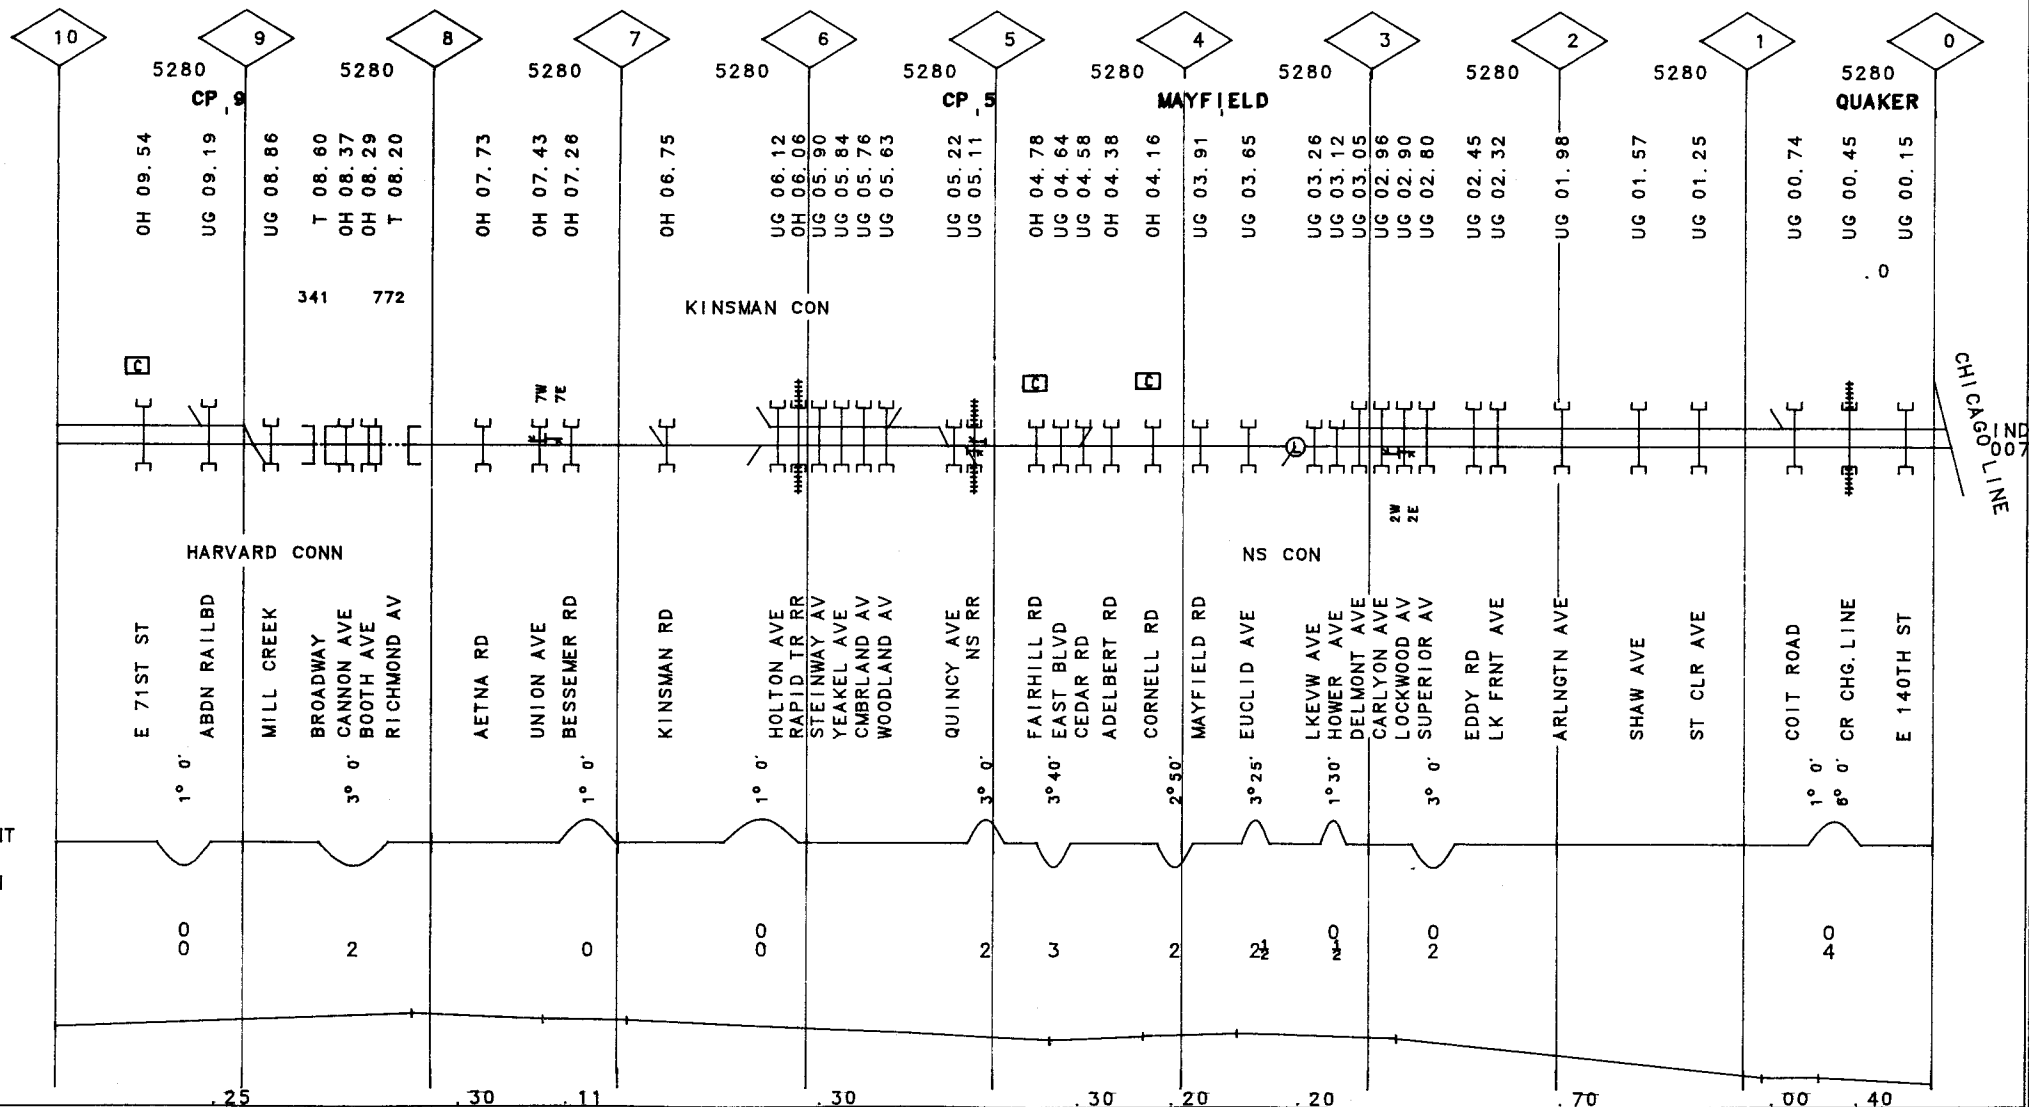 10 9 8 7 6 5 4 3 2 1 0
5280 5280 5280 5280 5280 5280 5280 5280 5280 5280
CP 9 CP 5 MAYFIELD QUAKER
OH 09.54
UG 09.19
UG 08.86
T 08.60
OH 08.37
OH 08.29
T 08.20
OH 07.73
OH 07.43
OH 07.26
OH 06.75
UG 06.12
OH 06.06
UG 05.90
UG 05.84
UG 05.76
UG 05.63
UG 05.22
UG 05.11
OH 04.78
UG 04.64
UG 04.58
OH 04.38
OH 04.16
UG 03.91
UG 03.65
UG 03.26
UG 03.12
UG 03.05
UG 02.96
UG 02.90
UG 02.80
UG 02.45
UG 02.32
UG 01.98
UG 01.57
UG 01.25
UG 00.74
UG 00.45
UG 00.15
.0
341 772
KINSMAN CON
C C C
7W
7E
L
CHICAGO LINE
IND
007
2W
2E
HARVARD CONN NS CON
E 71ST ST
ABDN RAILBD
MILL CREEK
BROADWAY
CANNON AVE
BOOTH AVE
RICHMOND AV
AETNA RD
UNION AVE
BESSEMER RD
KINSMAN RD
HOLTON AVE
RAPID TR RR
STEINWAY AV
YEAKEL AVE
CMBRLAND AV
WOODLAND AV
QUINCY AVE
NS RR
FAIRHILL RD
EAST BLVD
CEDAR RD
ADELBERT RD
CORNELL RD
MAYFIELD RD
EUCLID AVE
LKEVW AVE
HOWER AVE
DELMONT AVE
CARLYON AVE
LOCKWOOD AV
SUPERIOR AV
EDDY RD
LK FRNT AVE
ARLNGTN AVE
SHAW AVE
ST CLR AVE
COIT ROAD
CR CHG.LINE
E 140TH ST
1° 0'
3° 0'
1° 0'
1° 0'
3° 0'
3° 40'
2° 50'
3° 25'
1° 30'
3° 0'
1° 0'
6° 0'
0 0 0 0 0
0 2 0 0 2 3 2 2½ ½ 2 4
.25 .30 .11 .30 .30 .20 .20 .70 .00 .40